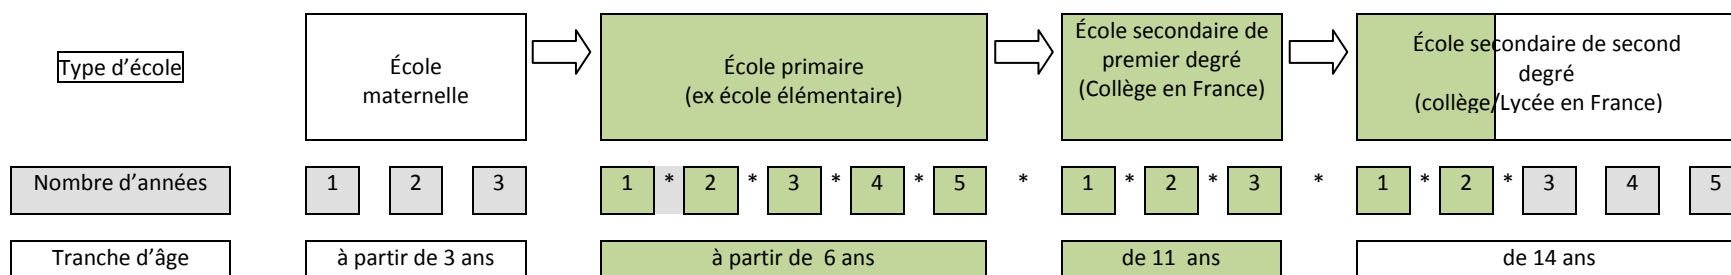 Type d’école
École
maternelle
École primaire
(ex école élémentaire)
École secondaire de
premier degré
(Collège en France)
École secondaire de second
degré
(collège/Lycée en France)
Nombre d’années
1 2 3 1 * 2 * 3 * 4 * 5 * 1 * 2 * 3 * 1 * 2 * 3 4 5
Tranche d’âge
à partir de 3 ans
à partir de 6 ans
de 11 ans
de 14 ans